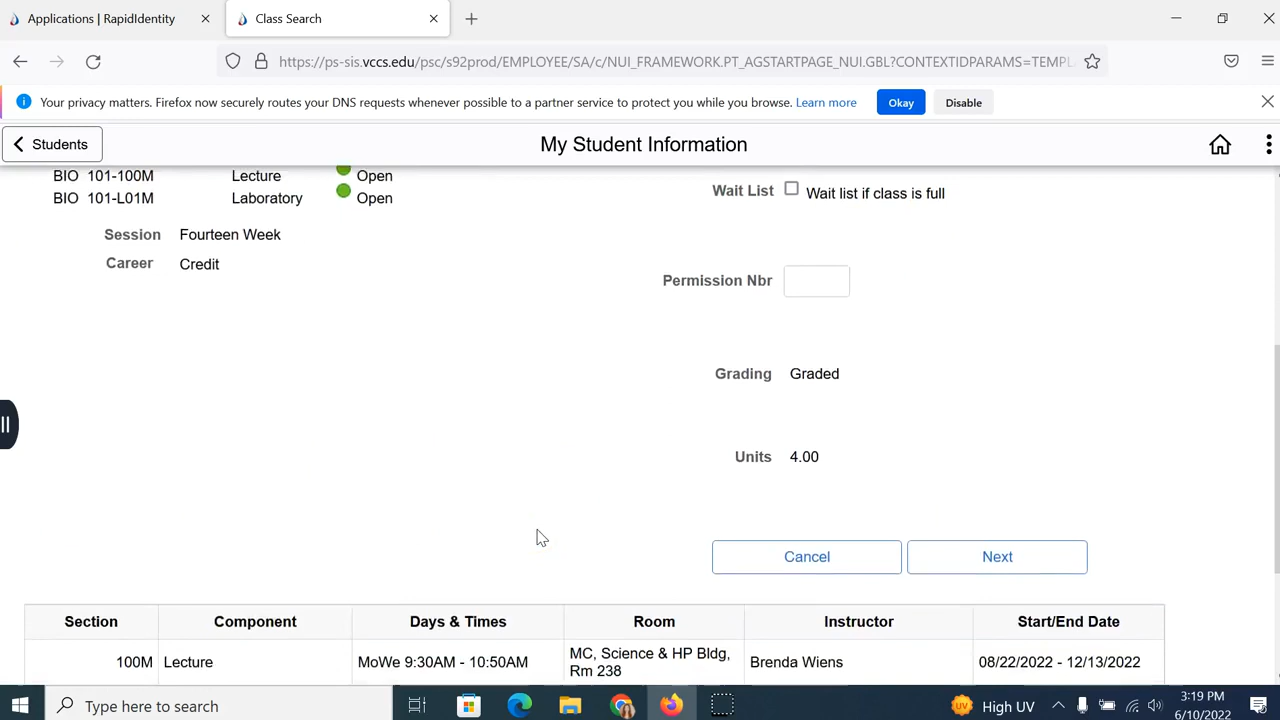 Applications | RapidIdentity
Class Search
https://ps-sis.vccs.edu/psc/s92prod/EMPLOYEE/SA/c/NUI_FRAMEWORK.PT_AGSTARTPAGE_NUI.GBL?CONTEXTIDPARAMS=TEMPL
Your privacy matters. Firefox now securely routes your DNS requests whenever possible to a partner service to protect you while you browse. Learn more Okay Disable
Students My Student Information
BIO 101-100M Lecture Open
BIO 101-L01M Laboratory Open
Wait List Wait list if class is full
Session Fourteen Week
Career Credit
Permission Nbr
Grading Graded
Units 4.00
Cancel Next
Section Component Days & Times Room Instructor Start/End Date
100M Lecture MoWe 9:30AM - 10:50AM MC, Science & HP Bldg, Brenda Wiens 08/22/2022 - 12/13/2022
Rm 238
Type here to search
High UV
3:19 PM
6/10/2022